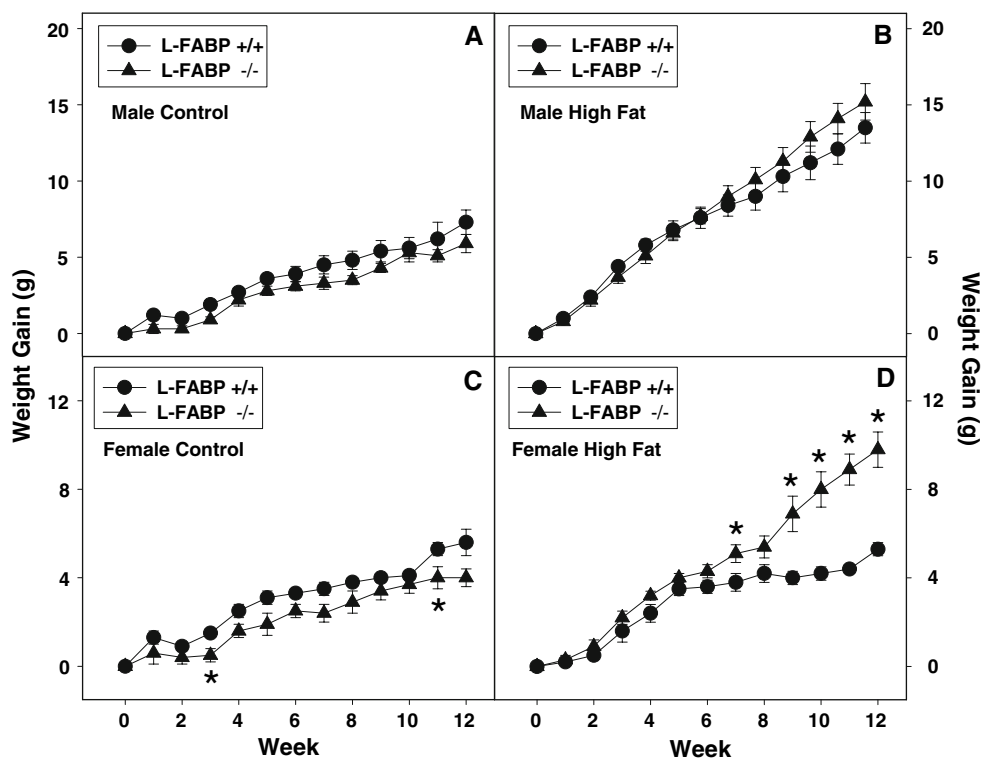 20
15
10
5
0
L-FABP +/+
L-FABP -/-
A
Male Control
L-FABP +/+
L-FABP -/-
B
Male High Fat
20
15
10
5
0
Weight Gain (g)
Weight Gain (g)
12
8
4
0
L-FABP +/+
L-FABP -/-
C
Female Control
*
*
L-FABP +/+
L-FABP -/-
D
Female High Fat
* * * * *
12
8
4
0
0 2 4 6 8 10 12
0 2 4 6 8 10 12
Week
Week